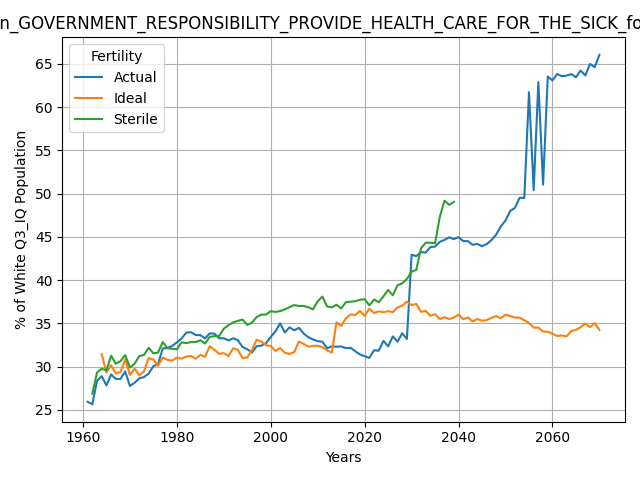 n_GOVERNMENT_RESPONSIBILITY_PROVIDE_HEALTH_CARE_FOR_THE_SICK_fo
Fertility
Actual
Ideal
Sterile
% of White Q3_IQ Population
65
60
55
50
45
40
35
30
25
1960
1980
2000
2020
2040
2060
Years